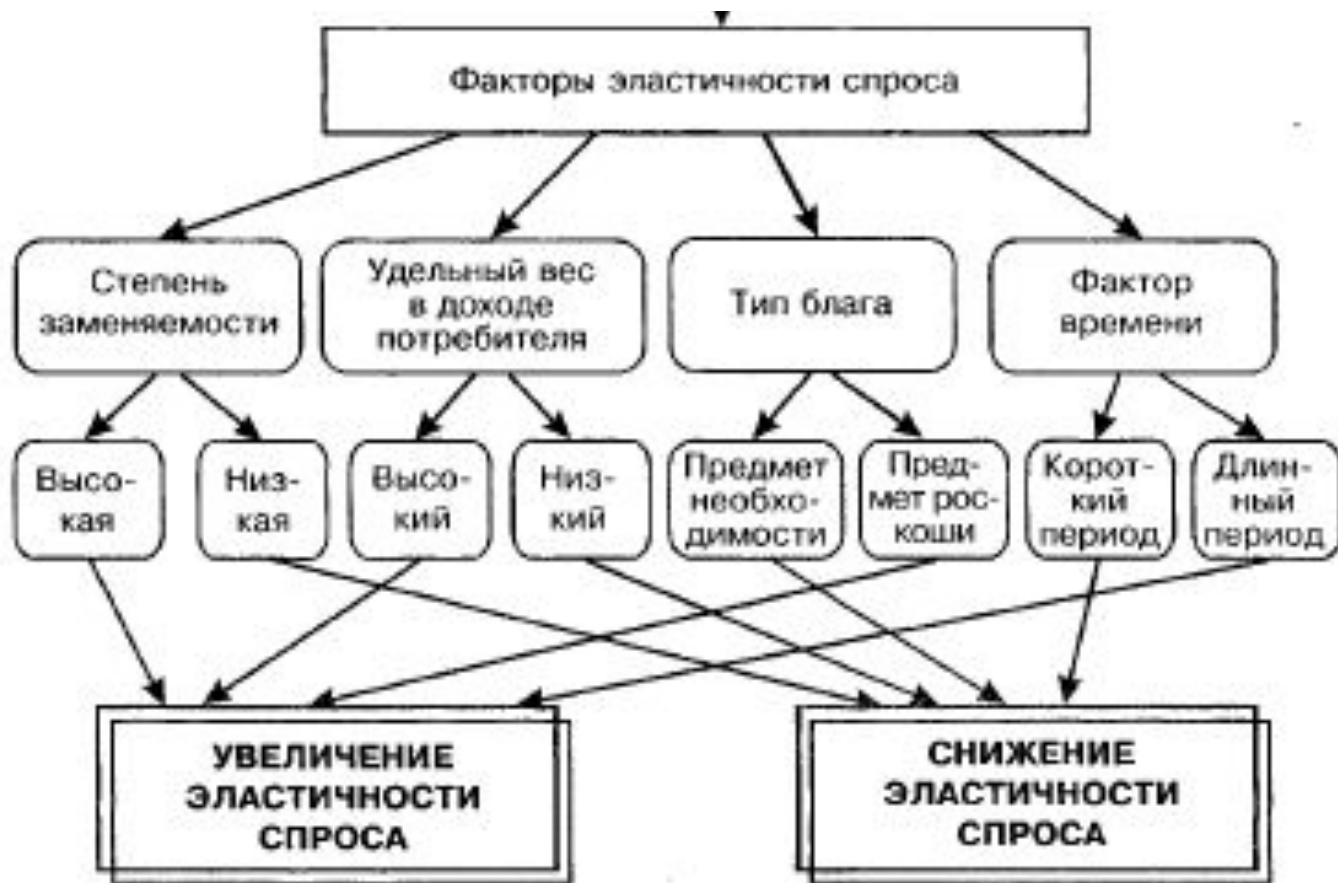 Факторы эластичности спроса
Степень
заменяемости
Удельный вес
в доходе
потребителя
Тип блага
Фактор
времени
Высо-
кая
Низ-
кая
Высо-
кий
Низ-
кий
Предмет
необхо-
димости
Пред-
мет рос-
коши
Корот-
кий
период
Длин-
ный
период
УВЕЛИЧЕНИЕ
ЭЛАСТИЧНОСТИ
СПРОСА
СНИЖЕНИЕ
ЭЛАСТИЧНОСТИ
СПРОСА